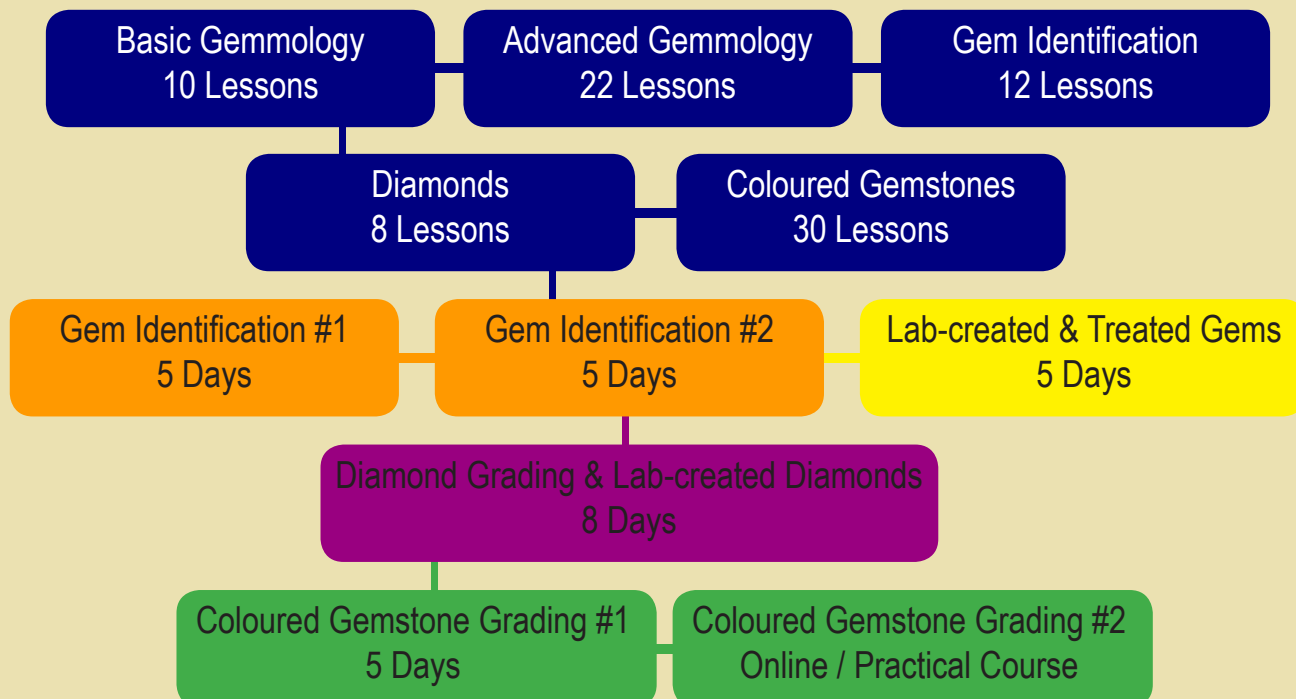 Basic Gemmology
10 Lessons
Advanced Gemmology
22 Lessons
Gem Identification
12 Lessons
Diamonds
8 Lessons
Coloured Gemstones
30 Lessons
Gem Identification #1
5 Days
Gem Identification #2
5 Days
Lab-created & Treated Gems
5 Days
Diamond Grading & Lab-created Diamonds
8 Days
Coloured Gemstone Grading #1
5 Days
Coloured Gemstone Grading #2
Online / Practical Course